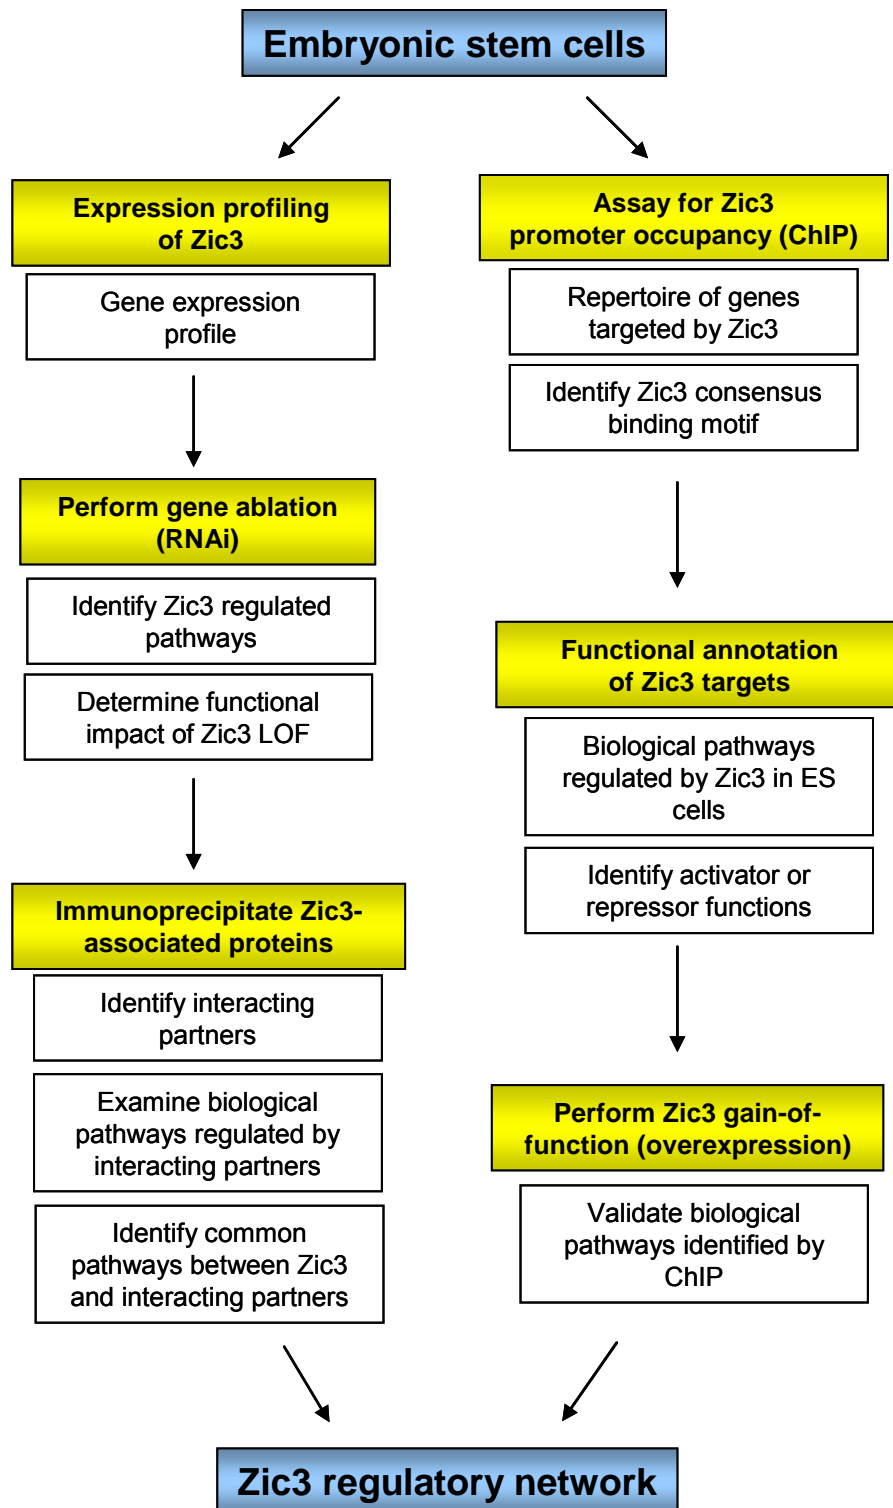 Embryonic stem cells
Expression profiling
of Zic3
Gene expression
profile
Perform gene ablation
(RNAi)
Identify Zic3 regulated
pathways
Determine functional
impact of Zic3 LOF
Immunoprecipitate Zic3-
associated proteins
Identify interacting
partners
Examine biological
pathways regulated by
interacting partners
Identify common
pathways between Zic3
and interacting partners
Assay for Zic3
promoter occupancy (ChIP)
Repertoire of genes
targeted by Zic3
Identify Zic3 consensus
binding motif
Functional annotation
of Zic3 targets
Biological pathways
regulated by Zic3 in ES
cells
Identify activator or
repressor functions
Perform Zic3 gain-of-
function (overexpression)
Validate biological
pathways identified by
ChIP
Zic3 regulatory network